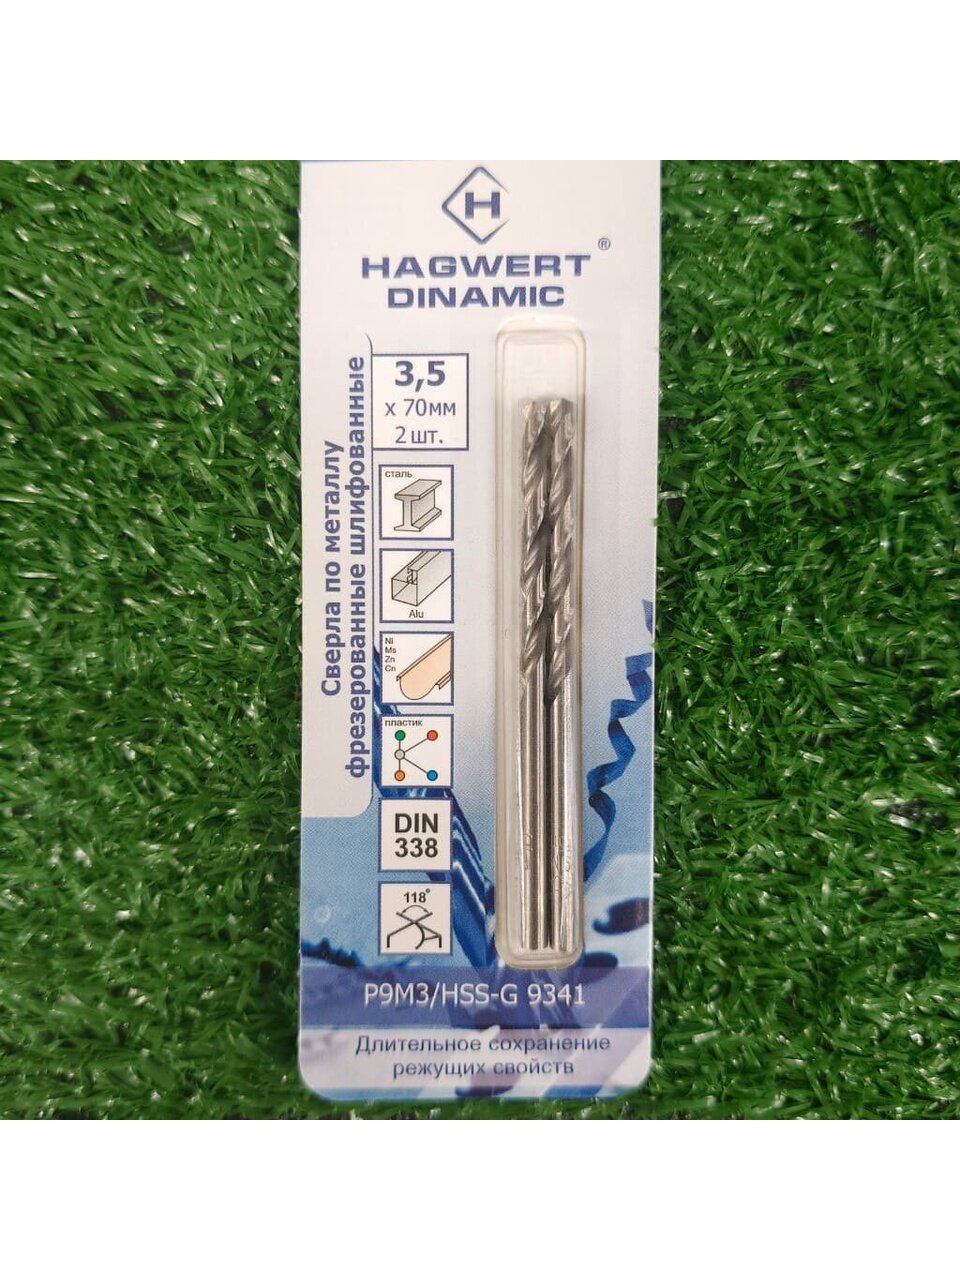 H
HAGWERT®
DINAMIC
Сверла по металлу
фрезерованные шлифованные
3,5
х 70мм
2 шт.
сталь
Alu
Ni
Ms
Zn
Cn
пластик
DIN
338
118°
Р9М3/HSS-G 9341
Длительное сохранение
режущих свойств